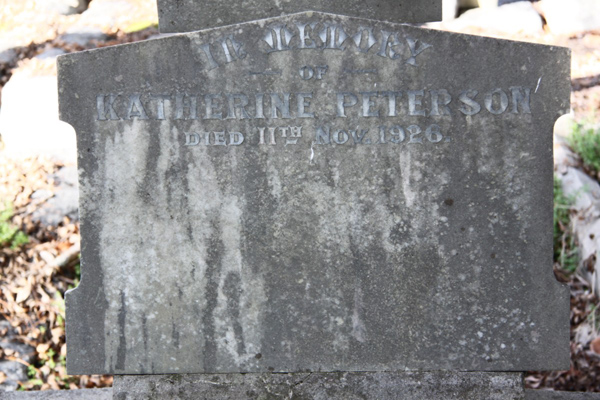 In Memory
OF
KATHERINE PETERSON
DIED 11TH NOV. 1926